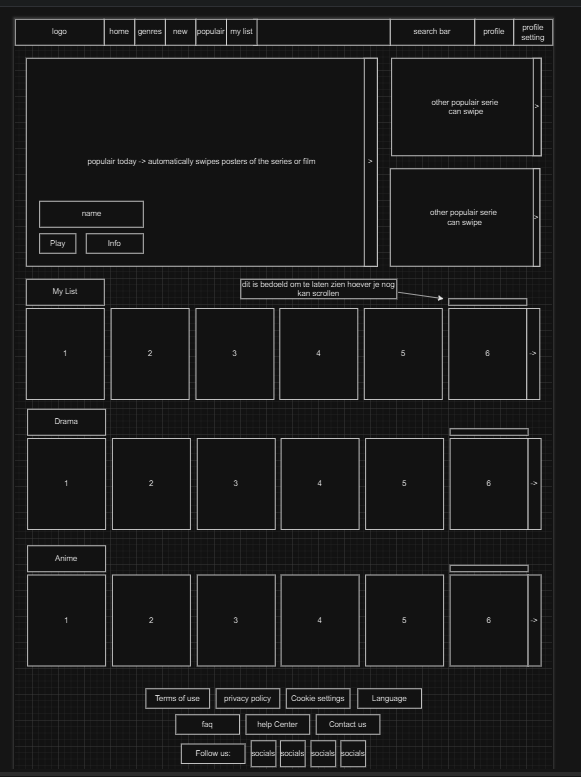 logo
home
genres
new
populair
my list
search bar
profile
profile
setting
populair today -> automatically swipes posters of the series or film
>
name
Play
Info
other populair serie
can swipe
>
other populair serie
can swipe
>
My List
dit is bedoeld om te laten zien hoever je nog
kan scrollen
1
2
3
4
5
6
->
Drama
1
2
3
4
5
6
->
Anime
1
2
3
4
5
6
->
Terms of use
privacy policy
Cookie settings
Language
faq
help Center
Contact us
Follow us:
socials
socials
socials
socials